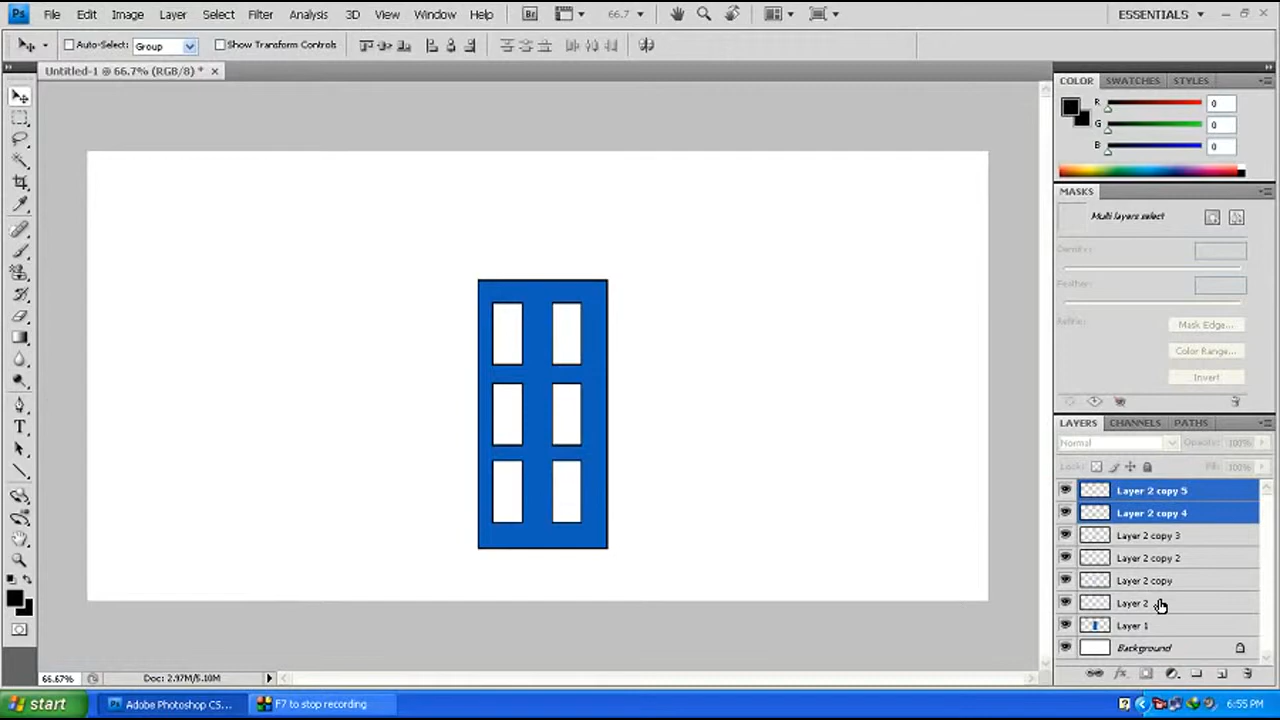 Ps File Edit Image Layer Select Filter Analysis 3D View Window Help Br 66.7 ESSENTIALS
Auto-Select: Group Show Transform Controls
Untitled-1 @ 66.7% (RGB/8) *
COLOR SWATCHES STYLES
R 0
G 0
B 0
MASKS
Multi layers select
Density:
Feather:
Refine:
Mask Edge...
Color Range...
Invert
LAYERS CHANNELS PATHS
Normal Opacity: 100%
Lock: Fill: 100%
Layer 2 copy 5
Layer 2 copy 4
Layer 2 copy 3
Layer 2 copy 2
Layer 2 copy
Layer 2
Layer 1
Background
66.67% Doc: 2.97M/5.10M
start Ps Adobe Photoshop CS... F7 to stop recording 6:55 PM